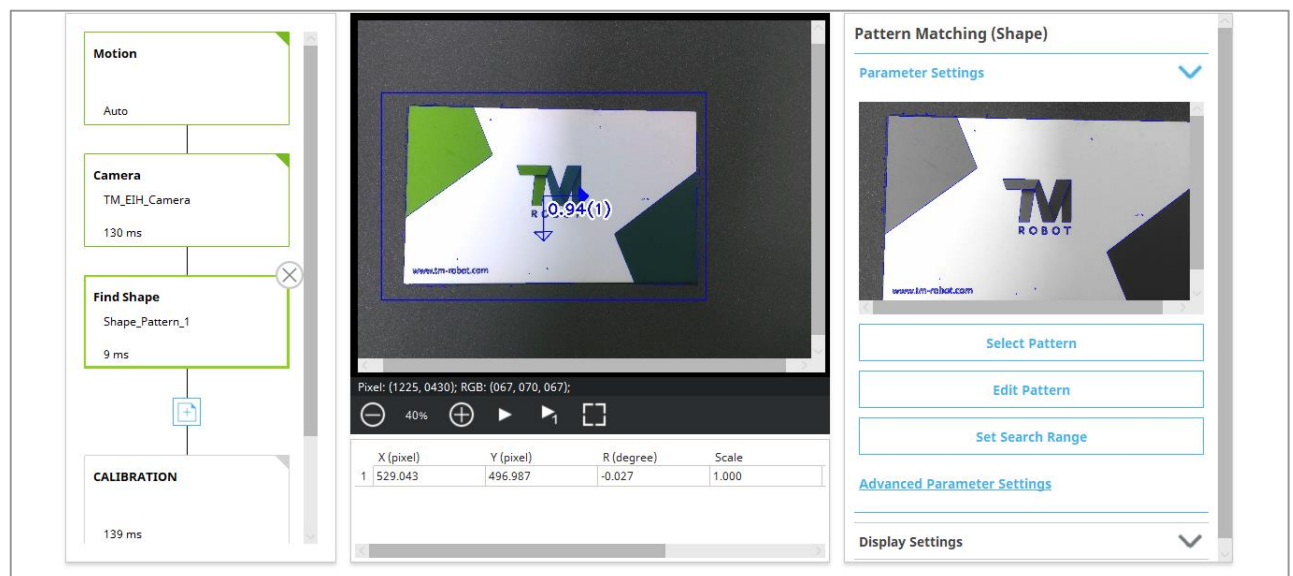 Motion
Auto
Camera
TM_EIH_Camera
130 ms
Find Shape
Shape_Pattern_1
9 ms
CALIBRATION
139 ms
TM
ROBOT
0.94(1)
www.tm-robot.com
Pixel: (1225, 0430); RGB: (067, 070, 067);
40%
1
X (pixel) Y (pixel) R (degree) Scale
1 529.043 496.987 -0.027 1.000
Pattern Matching (Shape)
Parameter Settings
TM
ROBOT
www.tm-robot.com
Select Pattern
Edit Pattern
Set Search Range
Advanced Parameter Settings
Display Settings